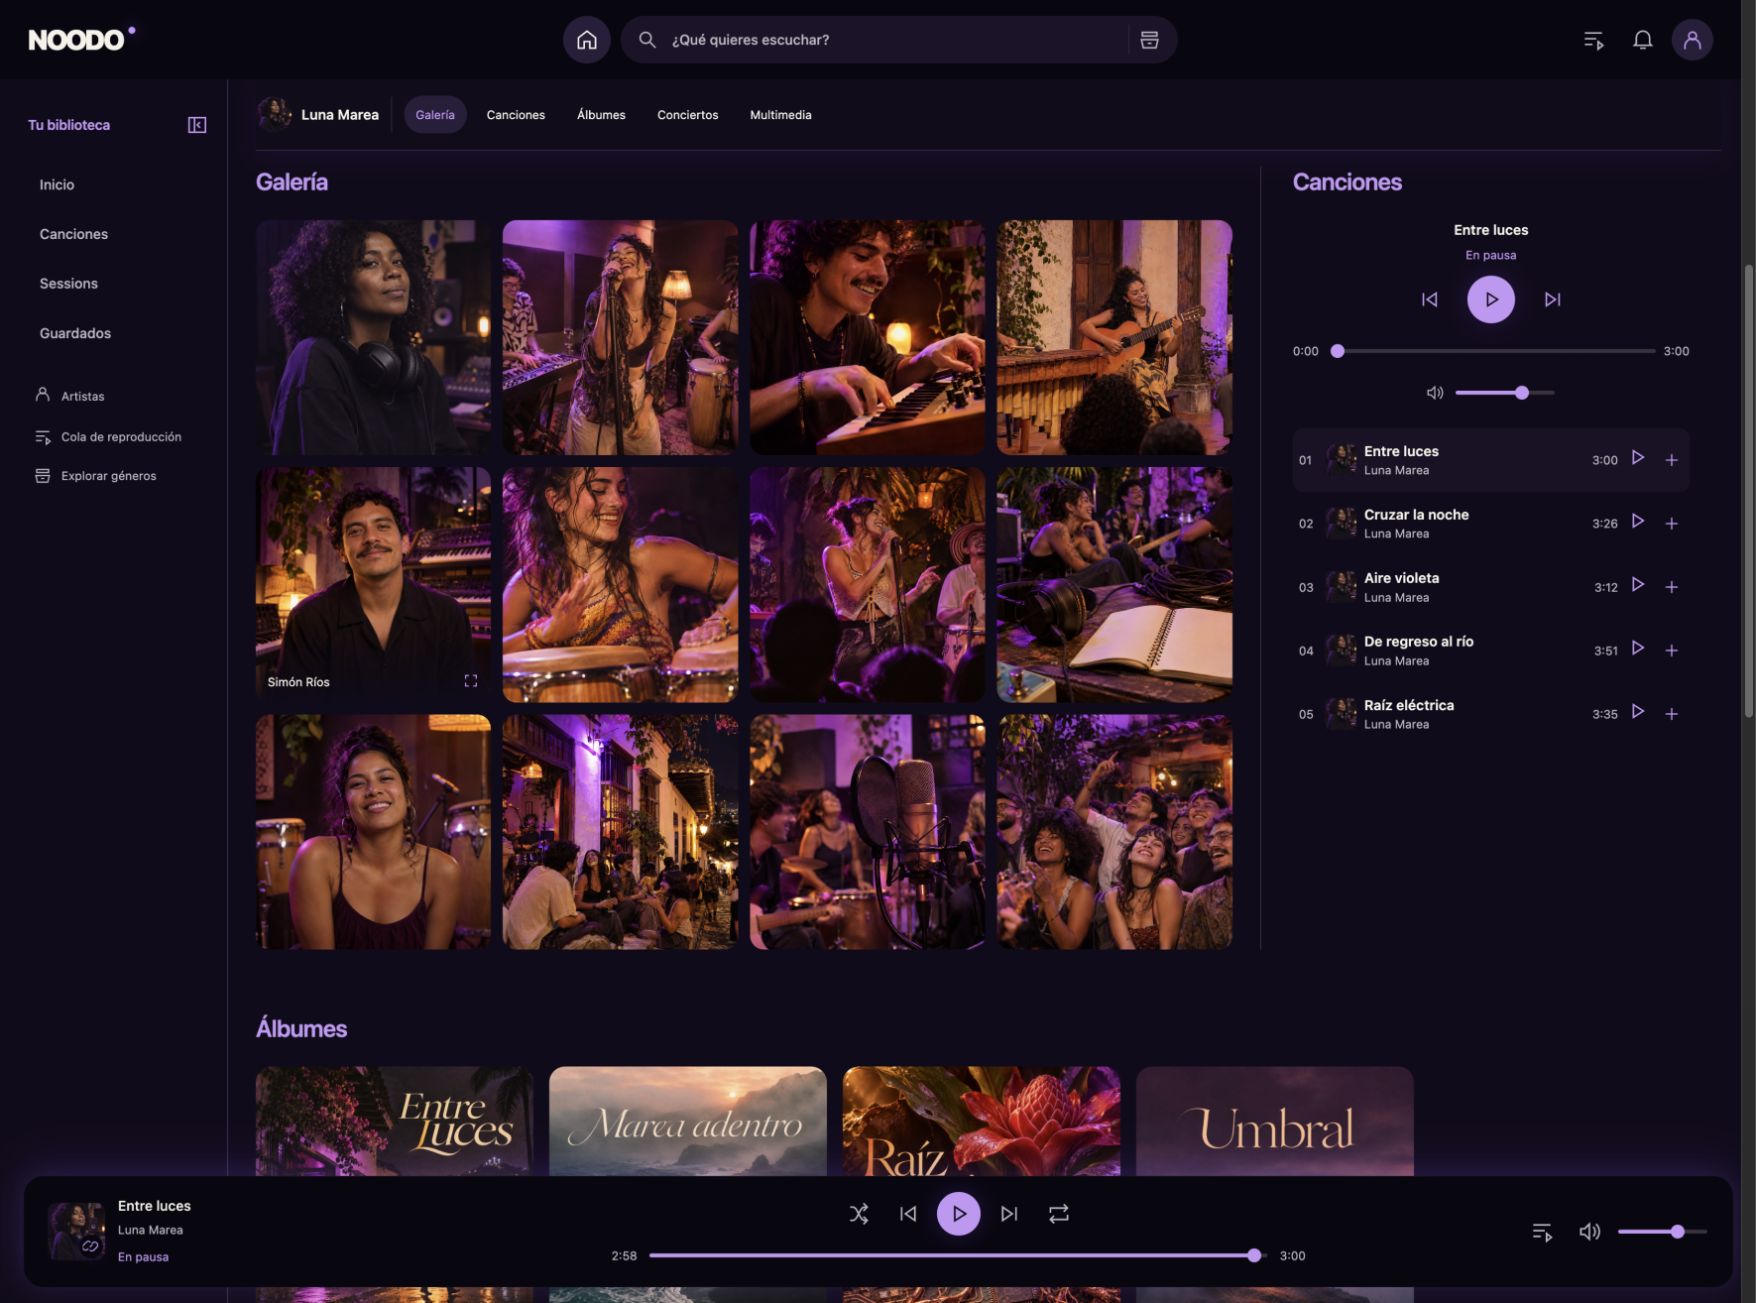 NOODO
¿Qué quieres escuchar?
Tu biblioteca
Inicio
Canciones
Sessions
Guardados
Artistas
Cola de reproducción
Explorar géneros
Luna Marea
Galería
Canciones
Álbumes
Conciertos
Multimedia
Galería
Simón Ríos
Canciones
Entre luces
En pausa
0:00
3:00
01
Entre luces
Luna Marea
3:00
02
Cruzar la noche
Luna Marea
3:26
03
Aire violeta
Luna Marea
3:12
04
De regreso al río
Luna Marea
3:51
05
Raíz eléctrica
Luna Marea
3:35
Álbumes
Entre
Luces
Marea adentro
Raíz
Umbral
Entre luces
Luna Marea
En pausa
2:58
3:00